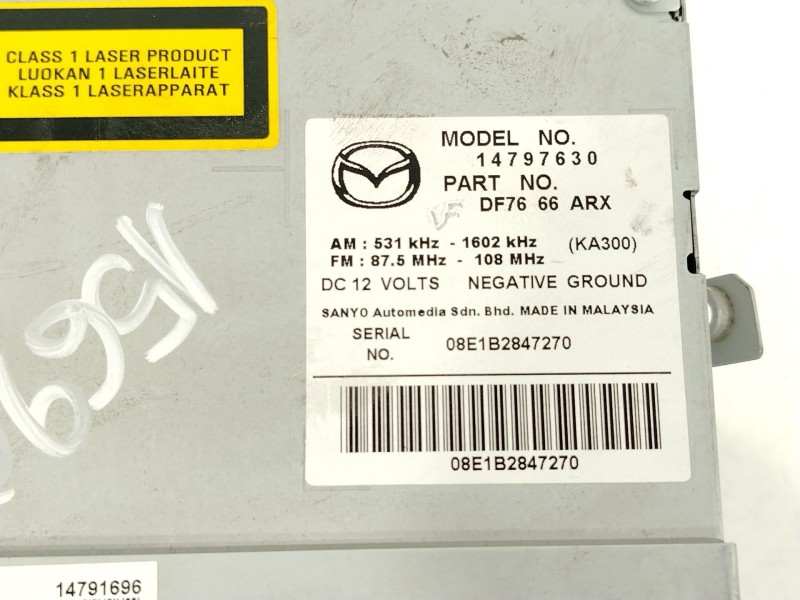 CLASS 1 LASER PRODUCT
LUOKAN 1 LASERLAITE
KLASS 1 LASERAPPARAT
MODEL NO.
14797630
PART NO.
DF76 66 ARX
AM : 531 kHz - 1602 kHz (KA300)
FM : 87.5 MHz - 108 MHz
DC 12 VOLTS NEGATIVE GROUND
SANYO Automedia Sdn. Bhd. MADE IN MALAYSIA
SERIAL NO. 08E1B2847270
08E1B2847270
14791696